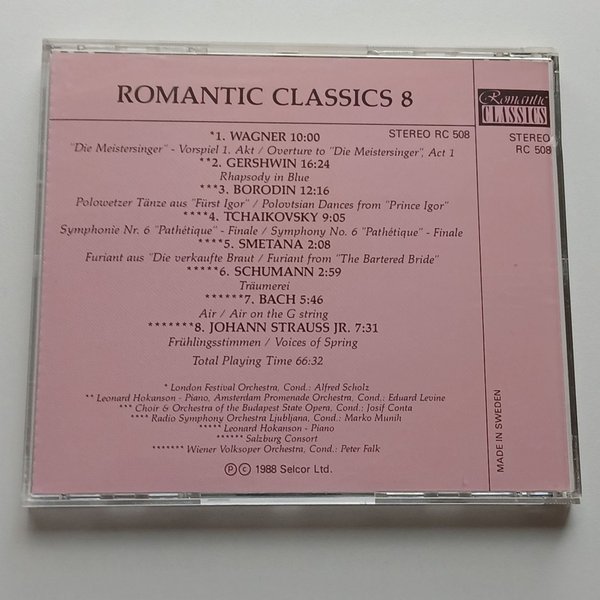 ROMANTIC CLASSICS 8
Romantic
CLASSICS
STEREO RC 508
STEREO
RC 508
*1. WAGNER 10:00
"Die Meistersinger" - Vorspiel 1. Akt / Overture to "Die Meistersinger", Act 1
**2. GERSHWIN 16:24
Rhapsody in Blue
***3. BORODIN 12:16
Polowetzer Tänze aus "Fürst Igor" / Polovtsian Dances from "Prince Igor"
****4. TCHAIKOVSKY 9:05
Symphonie Nr. 6 "Pathétique" - Finale / Symphony No. 6 "Pathétique" - Finale
****5. SMETANA 2:08
Furiant aus "Die verkaufte Braut / Furiant from "The Bartered Bride"
*****6. SCHUMANN 2:59
Träumerei
******7. BACH 5:46
Air / Air on the G string
*******8. JOHANN STRAUSS JR. 7:31
Frühlingsstimmen / Voices of Spring
Total Playing Time 66:32
* London Festival Orchestra, Cond.: Alfred Scholz
** Leonard Hokanson - Piano, Amsterdam Promenade Orchestra, Cond: Eduard Levine
*** Choir & Orchestra of the Budapest State Opera, Cond.: Josif Conta
**** Radio Symphony Orchestra Ljubljana, Cond.: Marko Munih
***** Leonard Hokanson - Piano
****** Salzburg Consort
******* Wiener Volksoper Orchestra, Cond: Peter Falk
Ⓟ © 1988 Selcor Ltd.
MADE IN SWEDEN